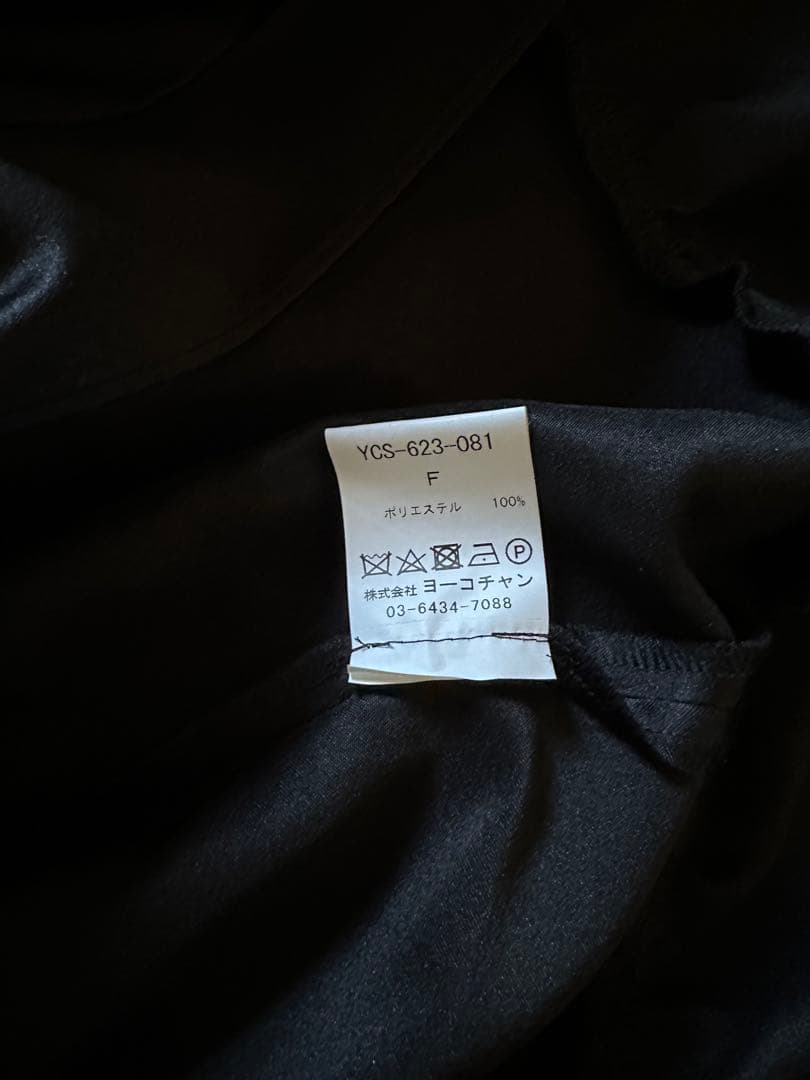 YCS-623-081
F
ポリエステル 100%
P
株式会社 ヨーコチャン
03-6434-7088